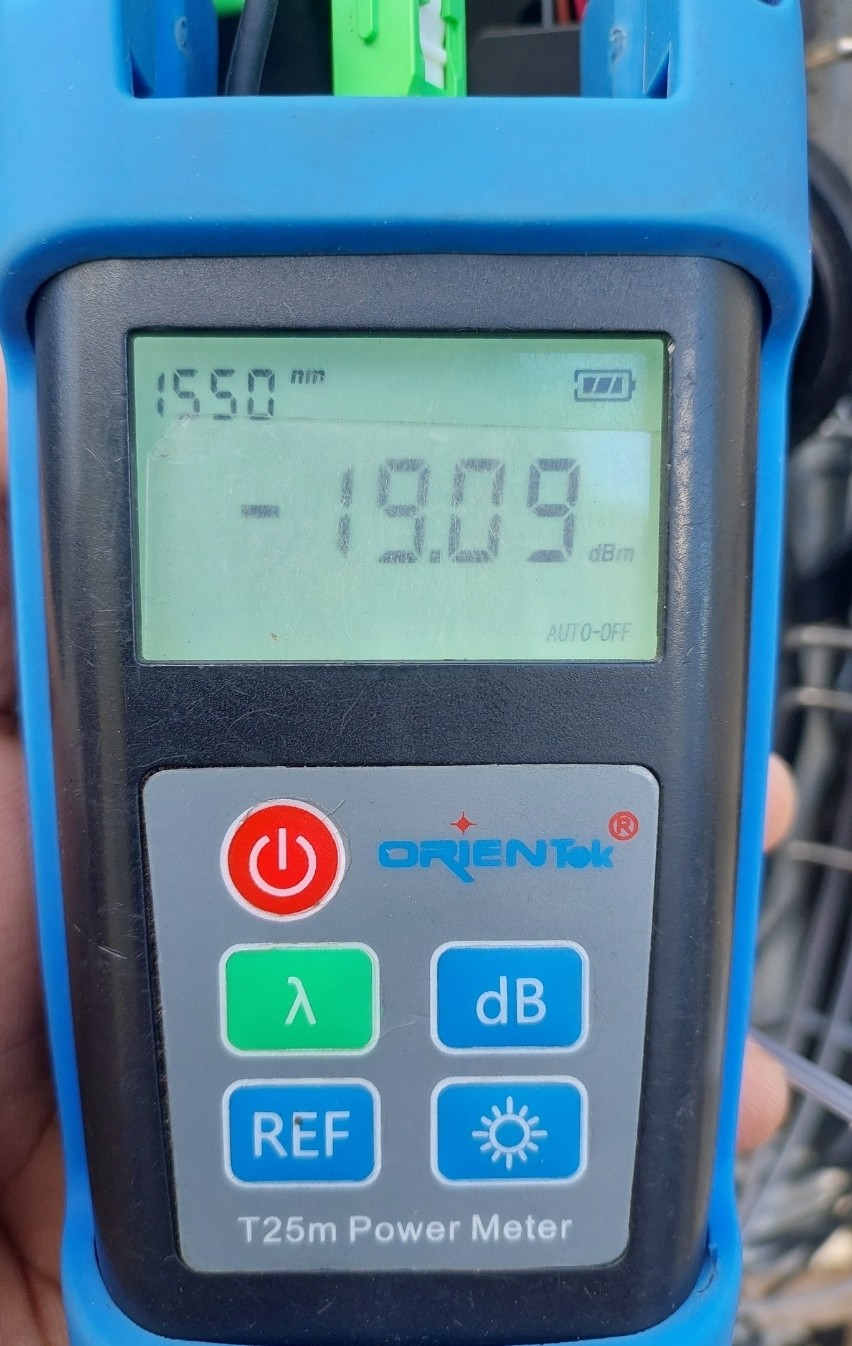 1550 nm
-19.09 dBm
AUTO-OFF
ORIENTek®
λ
dB
REF
T25m Power Meter